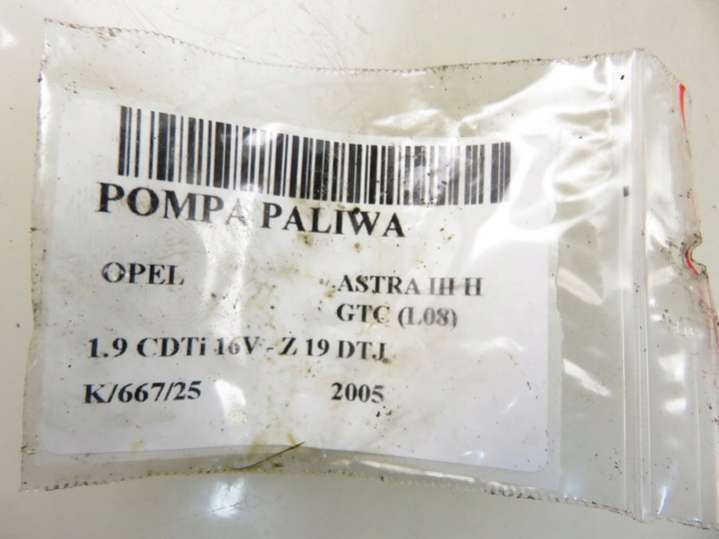 POMPA PALIWA
OPEL
ASTRA III H
GTC (L08)
1.9 CDTi 16V - Z 19 DTJ
K/667/25
2005